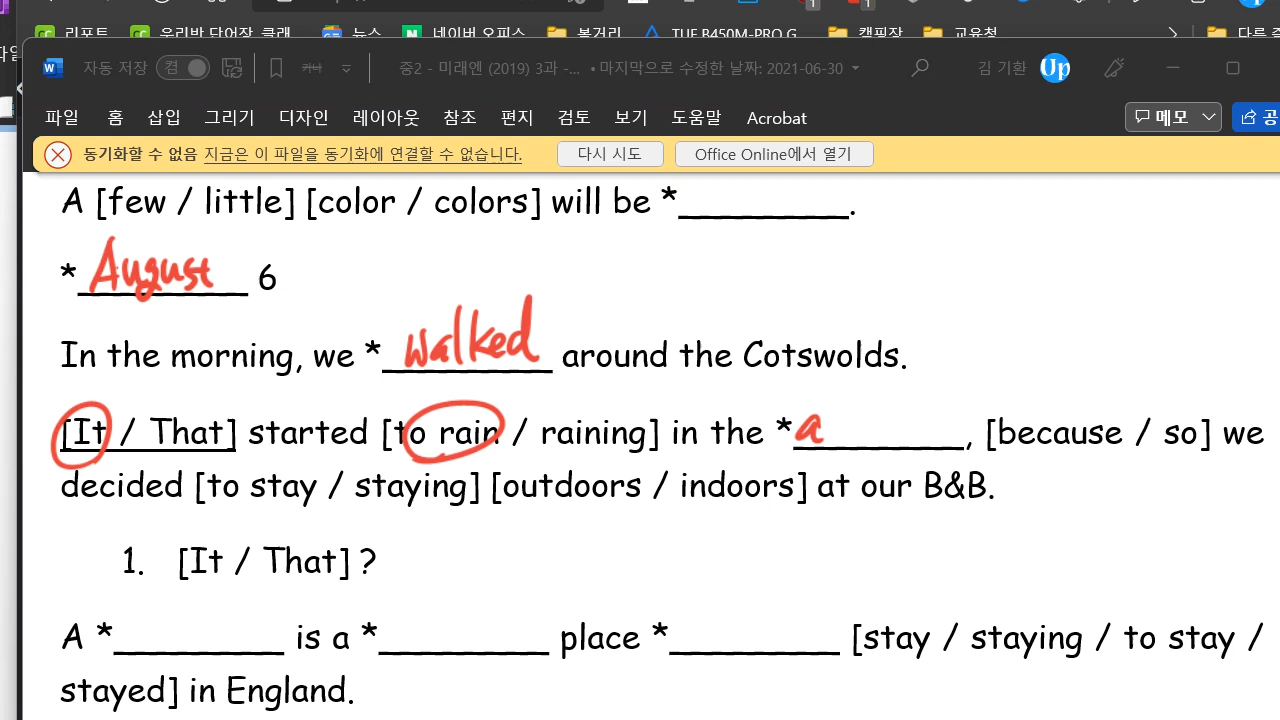 리포트 우리반 단어장, 클래 뉴스 네이버 오피스 볼거리 TUF B450M-PRO G 캠핑장 교육청
자동 저장 켬 가나 중2 - 미래엔 (2019) 3과 -... • 마지막으로 수정한 날짜: 2021-06-30 김 기환 Up
파일 홈 삽입 그리기 디자인 레이아웃 참조 편지 검토 보기 도움말 Acrobat 메모 공
동기화할 수 없음 지금은 이 파일을 동기화에 연결할 수 없습니다. 다시 시도 Office Online에서 열기
A [few / little] [color / colors] will be *________.
*August 6
In the morning, we *walked around the Cotswolds.
[It / That] started [to rain / raining] in the *a________, [because / so] we
decided [to stay / staying] [outdoors / indoors] at our B&B.
1. [It / That] ?
A *________ is a *________ place *________ [stay / staying / to stay /
stayed] in England.